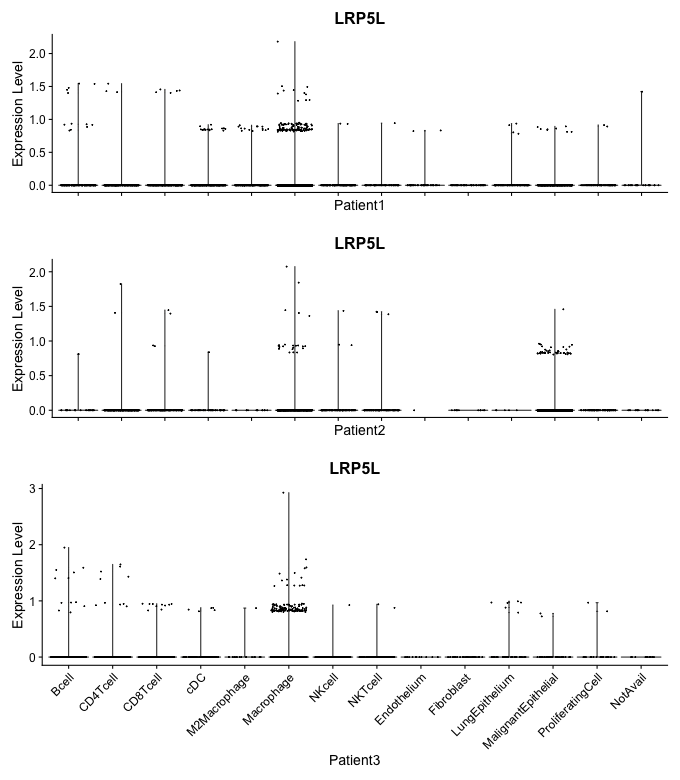 LRP5L
Expression Level
2.0
1.5
1.0
0.5
0.0
Patient1
LRP5L
Expression Level
2.0
1.5
1.0
0.5
0.0
Patient2
LRP5L
Expression Level
3
2
1
0
Bcell
CD4Tcell
CD8Tcell
cDC
M2Macrophage
Macrophage
NKcell
NKTcell
Endothelium
Fibroblast
LungEpithelium
MalignantEpithelial
ProliferatingCell
NotAvail
Patient3